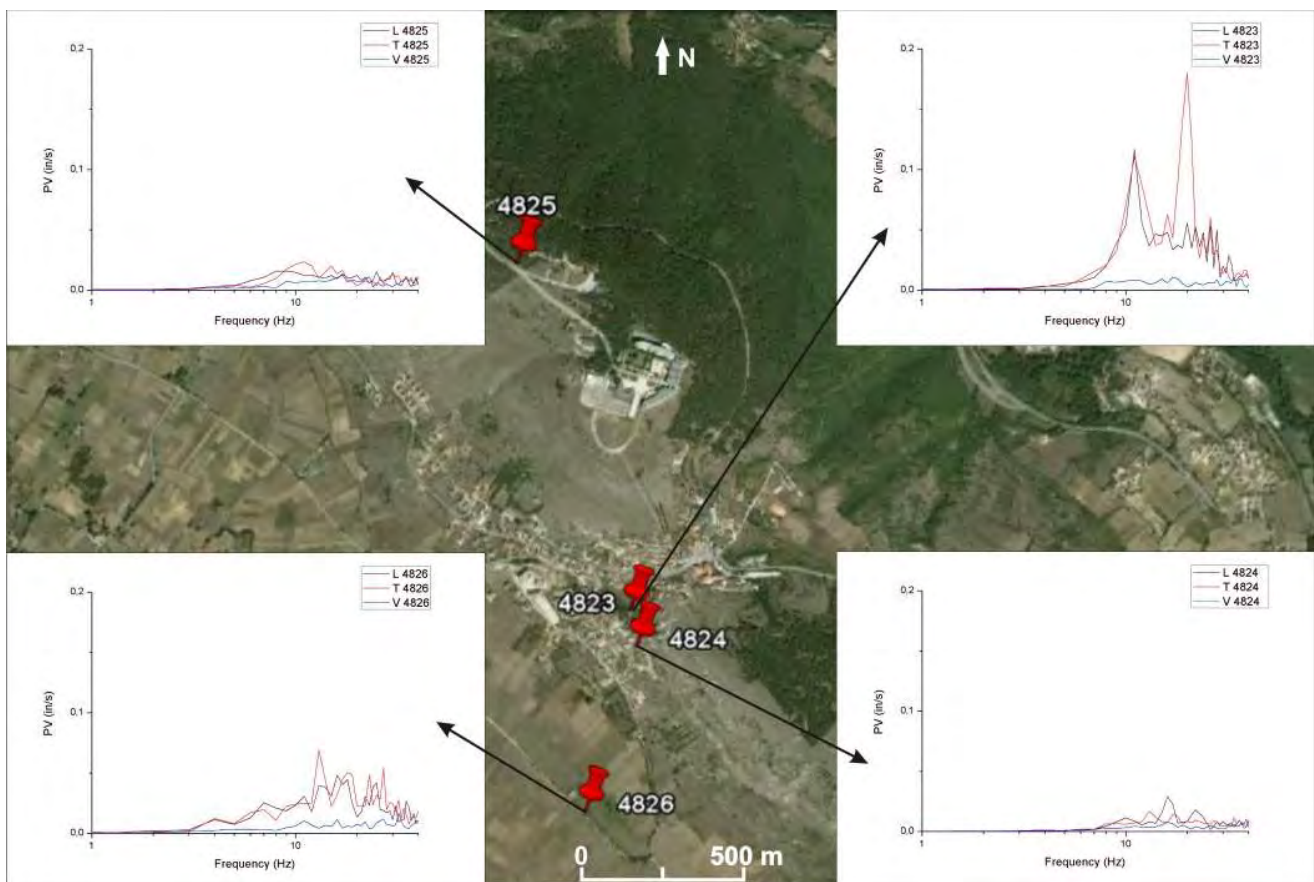 0,2
0,1
0,0
PV (in/s)
L 4825
T 4825
V 4825
1
10
Frequency (Hz)
N
0,2
0,1
0,0
PV (in/s)
L 4823
T 4823
V 4823
1
10
Frequency (Hz)
4825
4823
4824
4826
0
500 m
0,2
0,1
0,0
PV (in/s)
L 4826
T 4826
V 4826
1
10
Frequency (Hz)
0,2
0,1
0,0
PV (in/s)
L 4824
T 4824
V 4824
1
10
Frequency (Hz)